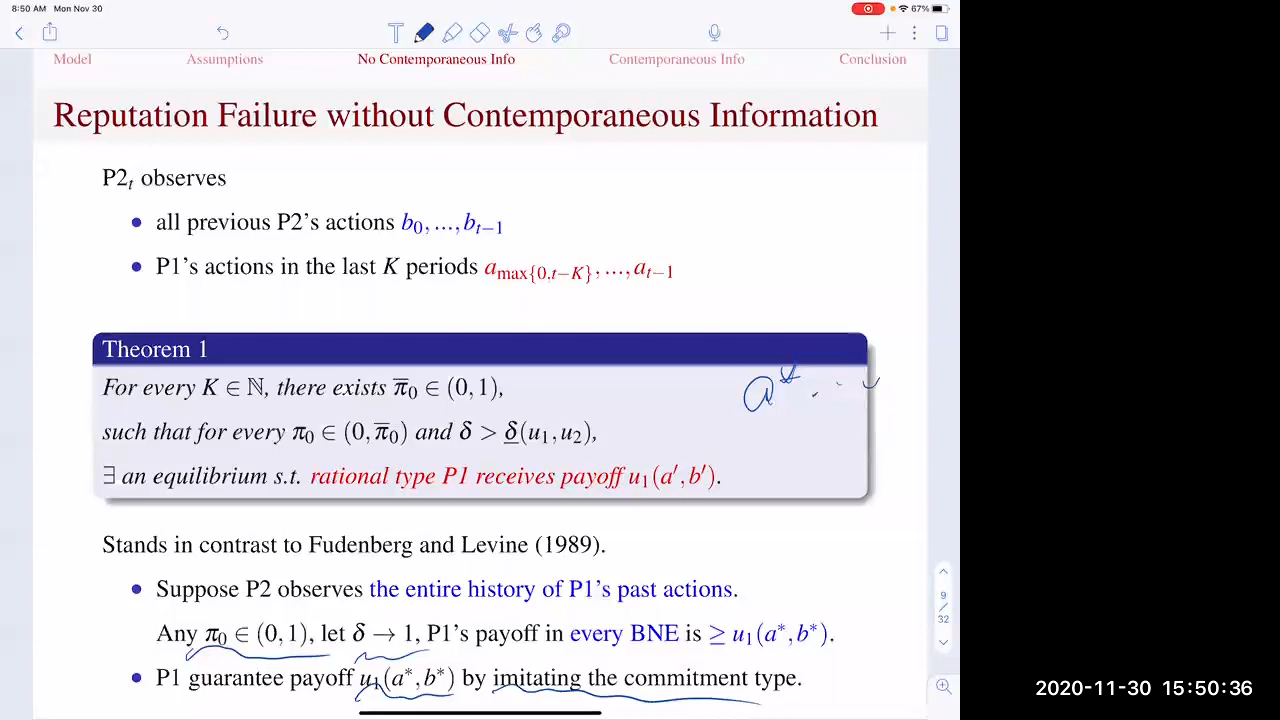 8:50 AM Mon Nov 30
67%
Model Assumptions No Contemporaneous Info Contemporaneous Info Conclusion
Reputation Failure without Contemporaneous Information
P2ₜ observes
• all previous P2's actions b₀, ..., bₜ₋₁
• P1's actions in the last K periods a_max{0,t−K}, ..., aₜ₋₁
Theorem 1
For every K ∈ ℕ, there exists π̄₀ ∈ (0, 1),
a*
such that for every π₀ ∈ (0, π̄₀) and δ > δ̲(u₁, u₂),
∃ an equilibrium s.t. rational type P1 receives payoff u₁(a′, b′).
Stands in contrast to Fudenberg and Levine (1989).
• Suppose P2 observes the entire history of P1's past actions.
Any π₀ ∈ (0, 1), let δ → 1, P1's payoff in every BNE is ≥ u₁(a*, b*).
• P1 guarantee payoff u₁(a*, b*) by imitating the commitment type.
9
/
32
2020-11-30 15:50:36